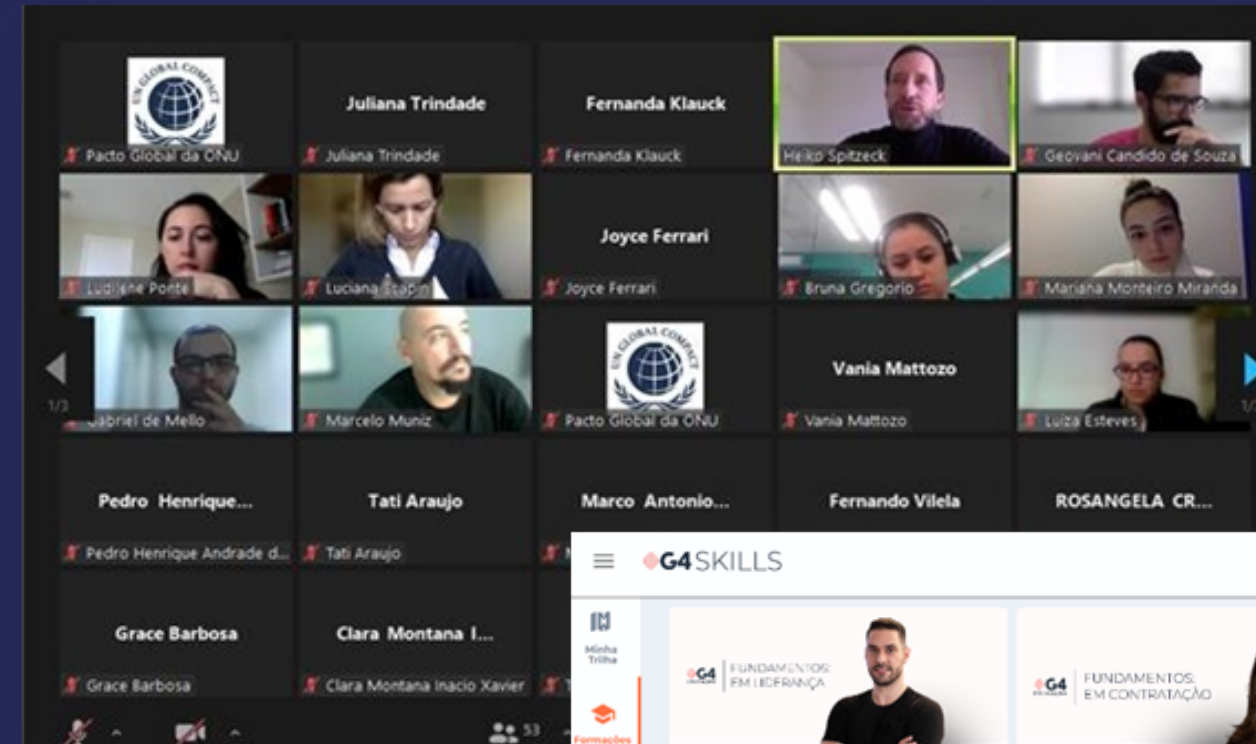 UN GLOBAL COMPACT
Pacto Global da ONU
Juliana Trindade
Juliana Trindade
Fernanda Klauck
Fernanda Klauck
Heiko Spitzeck
Geovani Candido de Souza
Ludilene Ponte
Luciana Scapin
Joyce Ferrari
Joyce Ferrari
Bruna Gregorio
Mariana Monteiro Miranda
1/3
Gabriel de Mello
Marcelo Muniz
UN GLOBAL COMPACT
Pacto Global da ONU
Vania Mattozo
Vania Mattozo
Luiza Esteves
Pedro Henrique...
Pedro Henrique Andrade d...
Tati Araujo
Tati Araujo
Marco Antonio...
Fernando Vilela
ROSANGELA CR...
Grace Barbosa
Grace Barbosa
Clara Montana I...
Clara Montana Inacio Xavier
53
G4 SKILLS
Minha
Trilha
Formações
G4
FUNDAMENTOS:
EM LIDERANÇA
G4
FUNDAMENTOS:
EM CONTRATAÇÃO